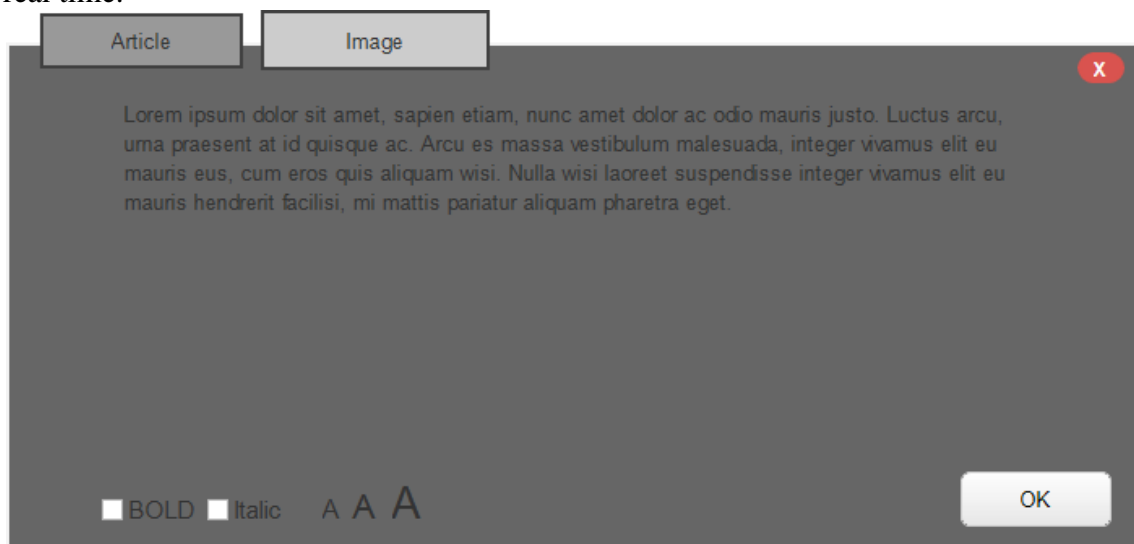 Article Image
X
Lorem ipsum dolor sit amet, sapien etiam, nunc amet dolor ac odio mauris justo. Luctus arcu,
urna praesent at id quisque ac. Arcu es massa vestibulum malesuada, integer vivamus elit eu
mauris eus, cum eros quis aliquam wisi. Nulla wisi laoreet suspendisse integer vivamus elit eu
mauris hendrerit facilisi, mi mattis pariatur aliquam pharetra eget.
BOLD Italic A A A
OK